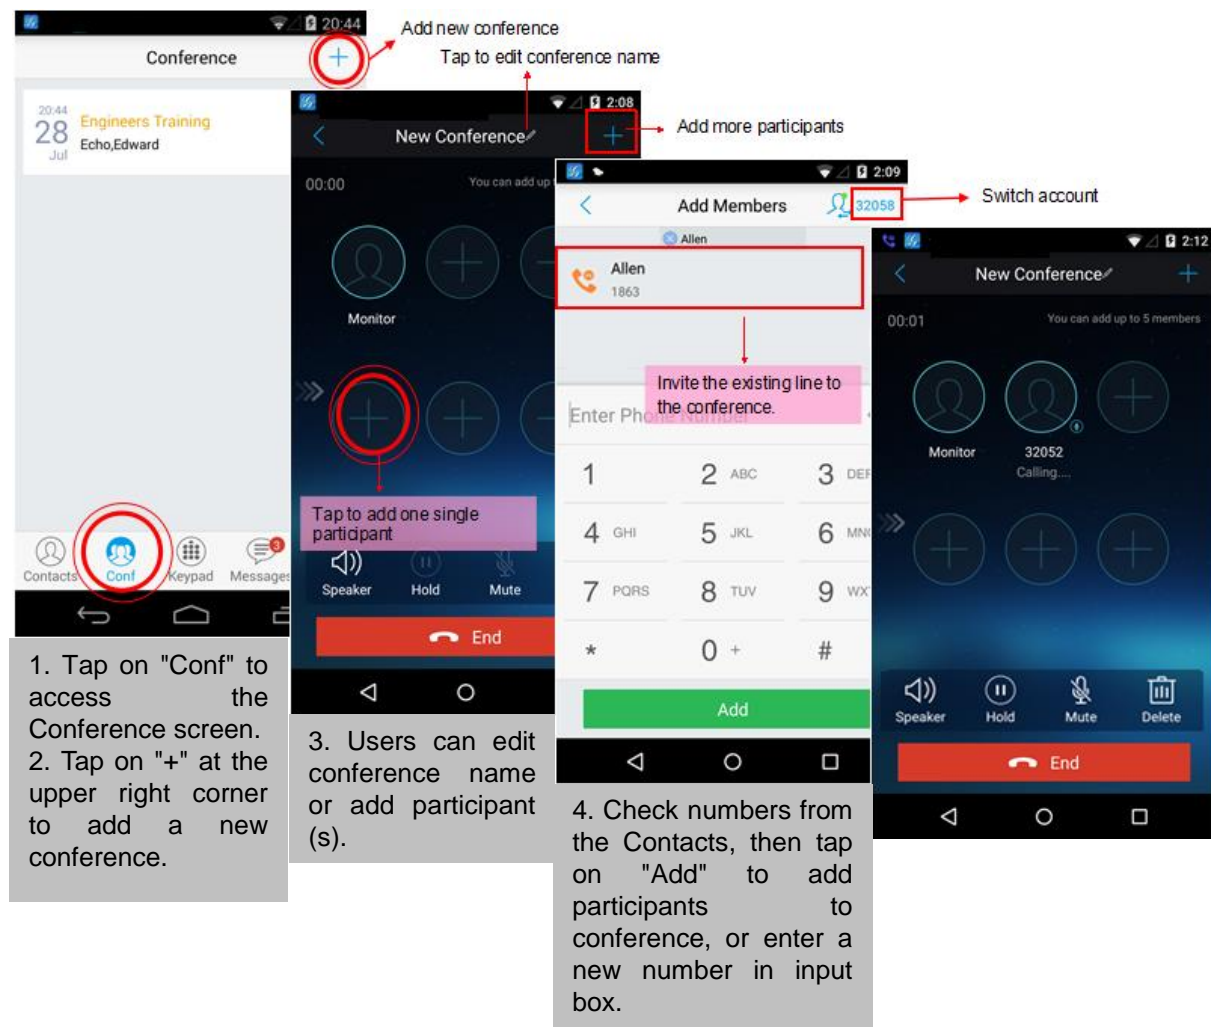 20:44
Add new conference
Conference
Tap to edit conference name
20:44
28
Jul
Engineers Training
Echo,Edward
2:08
New Conference
Add more participants
00:00
You can add up t
Monitor
Tap to add one single
participant
Speaker
Hold
Mute
End
Contacts
Conf
Keypad
Messages
3
2:09
Add Members
32058
Switch account
Allen
Allen
1863
Invite the existing line to
the conference.
Enter Phone Number
1
2 ABC
3 DEF
4 GHI
5 JKL
6 MNO
7 PQRS
8 TUV
9 WX
*
0 +
#
Add
2:12
New Conference
00:01
You can add up to 5 members
Monitor
32052
Calling....
Speaker
Hold
Mute
Delete
End
1. Tap on "Conf" to
access the
Conference screen.
2. Tap on "+" at the
upper right corner
to add a new
conference.
3. Users can edit
conference name
or add participant
(s).
4. Check numbers from
the Contacts, then tap
on "Add" to add
participants to
conference, or enter a
new number in input
box.